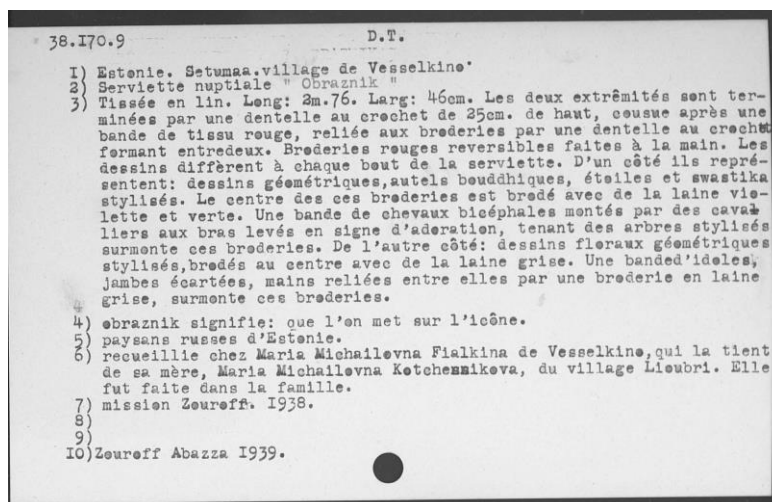 38.170.9 D.T.
1) Estonie. Setumaa.village de Vesselkino.
2) Serviette nuptiale " Obraznik "
3) Tissée en lin. Long: 2m.76. Larg: 46cm. Les deux extrêmités sont ter-
minées par une dentelle au crochet de 25cm. de haut, cousue après une
bande de tissu rouge, reliée aux broderies par une dentelle au crochet
formant entredeux. Broderies rouges reversibles faites à la main. Les
dessins diffèrent à chaque bout de la serviette. D'un côté ils repré-
sentent: dessins géométriques,autels bouddhiques, étoiles et swastika
stylisés. Le centre des ces broderies est brodé avec de la laine vio-
lette et verte. Une bande de chevaux bicéphales montés par des caval
liers aux bras levés en signe d'adoration, tenant des arbres stylisés
surmonte ces broderies. De l'autre côté: dessins floraux géométriques
stylisés,brodés au centre avec de la laine grise. Une banded'idoles,
jambes écartées, mains reliées entre elles par une broderie en laine
grise, surmonte ces broderies.
4) obraznik signifie: que l'on met sur l'icône.
5) paysans russes d'Estonie.
6) recueillie chez Maria Michailovna Fialkina de Vesselkino,qui la tient
de sa mère, Maria Michailovna Kotchennikova, du village Lioubri. Elle
fut faite dans la famille.
7) mission Zouroff. 1938.
8)
9)
10)Zouroff Abazza 1939.